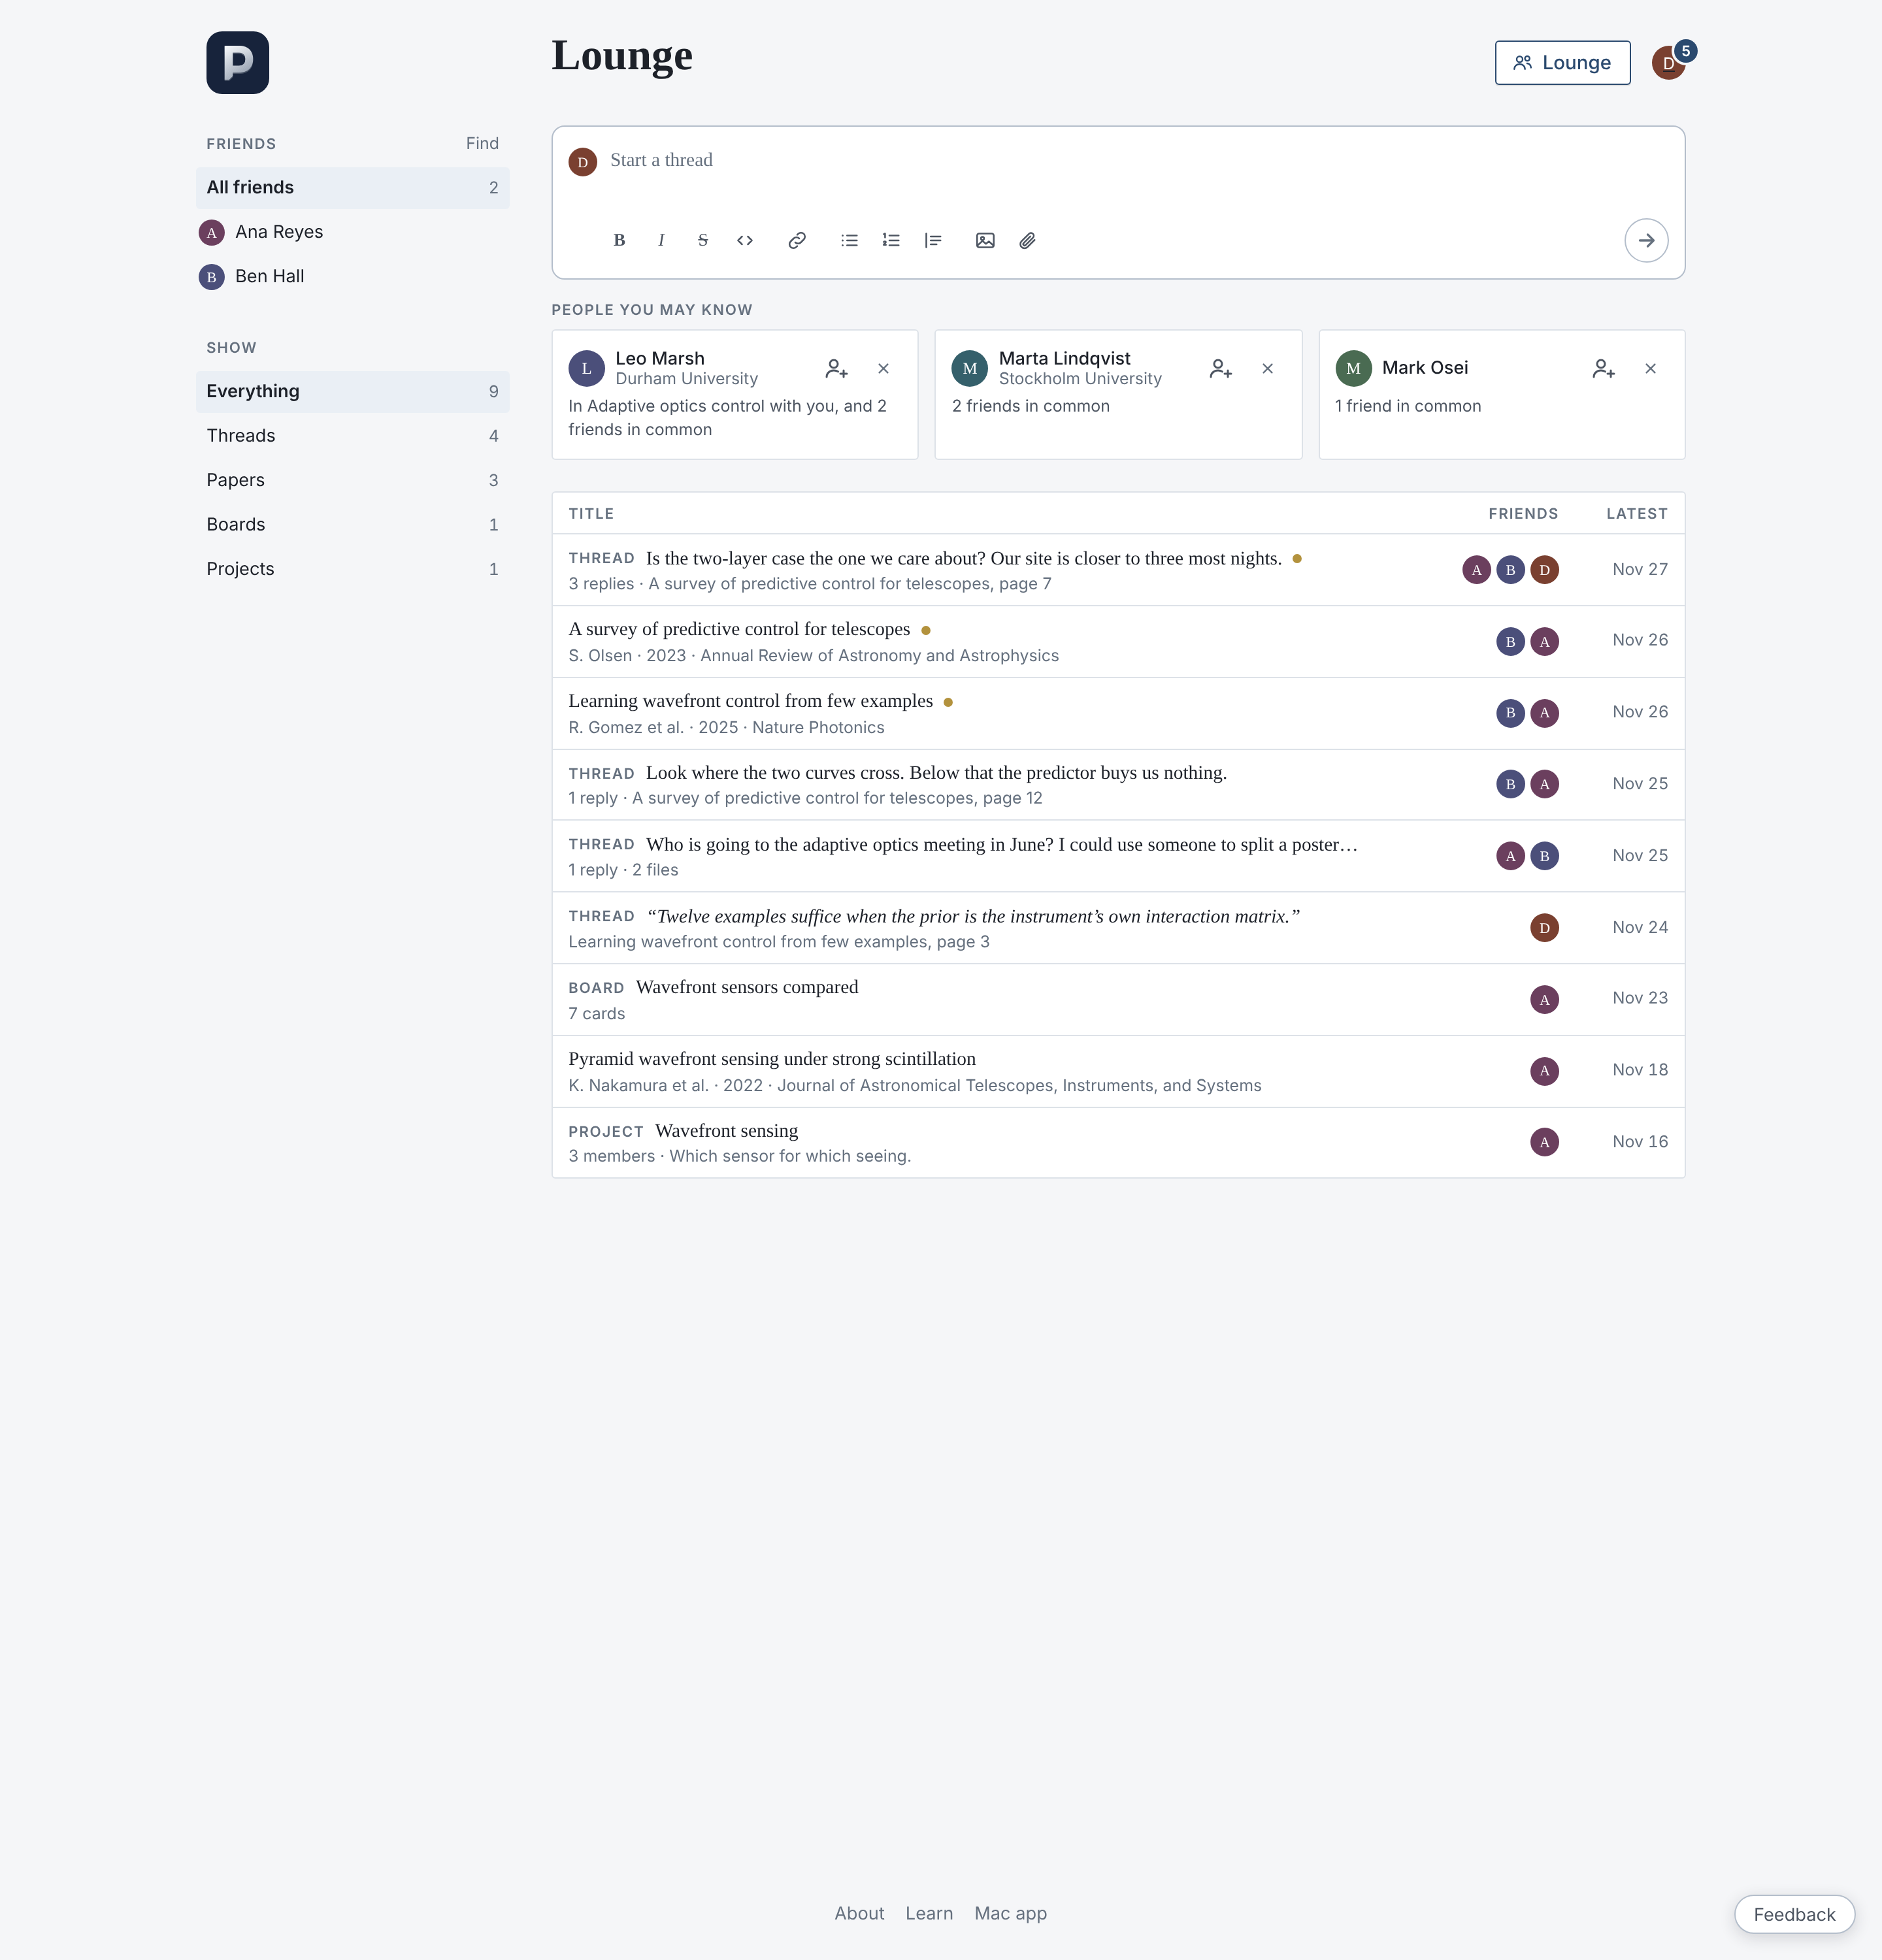 P
Lounge
Lounge
D
5
FRIENDS
Find
All friends
2
A
Ana Reyes
B
Ben Hall
SHOW
Everything
9
Threads
4
Papers
3
Boards
1
Projects
1
D
Start a thread
B I S
PEOPLE YOU MAY KNOW
L
Leo Marsh
Durham University
In Adaptive optics control with you, and 2
friends in common
M
Marta Lindqvist
Stockholm University
2 friends in common
M
Mark Osei
1 friend in common
TITLE FRIENDS LATEST
THREAD Is the two-layer case the one we care about? Our site is closer to three most nights.
3 replies · A survey of predictive control for telescopes, page 7
A B D
Nov 27
A survey of predictive control for telescopes
S. Olsen · 2023 · Annual Review of Astronomy and Astrophysics
B A
Nov 26
Learning wavefront control from few examples
R. Gomez et al. · 2025 · Nature Photonics
B A
Nov 26
THREAD Look where the two curves cross. Below that the predictor buys us nothing.
1 reply · A survey of predictive control for telescopes, page 12
B A
Nov 25
THREAD Who is going to the adaptive optics meeting in June? I could use someone to split a poster…
1 reply · 2 files
A B
Nov 25
THREAD “Twelve examples suffice when the prior is the instrument’s own interaction matrix.”
Learning wavefront control from few examples, page 3
D
Nov 24
BOARD Wavefront sensors compared
7 cards
A
Nov 23
Pyramid wavefront sensing under strong scintillation
K. Nakamura et al. · 2022 · Journal of Astronomical Telescopes, Instruments, and Systems
A
Nov 18
PROJECT Wavefront sensing
3 members · Which sensor for which seeing.
A
Nov 16
About Learn Mac app
Feedback